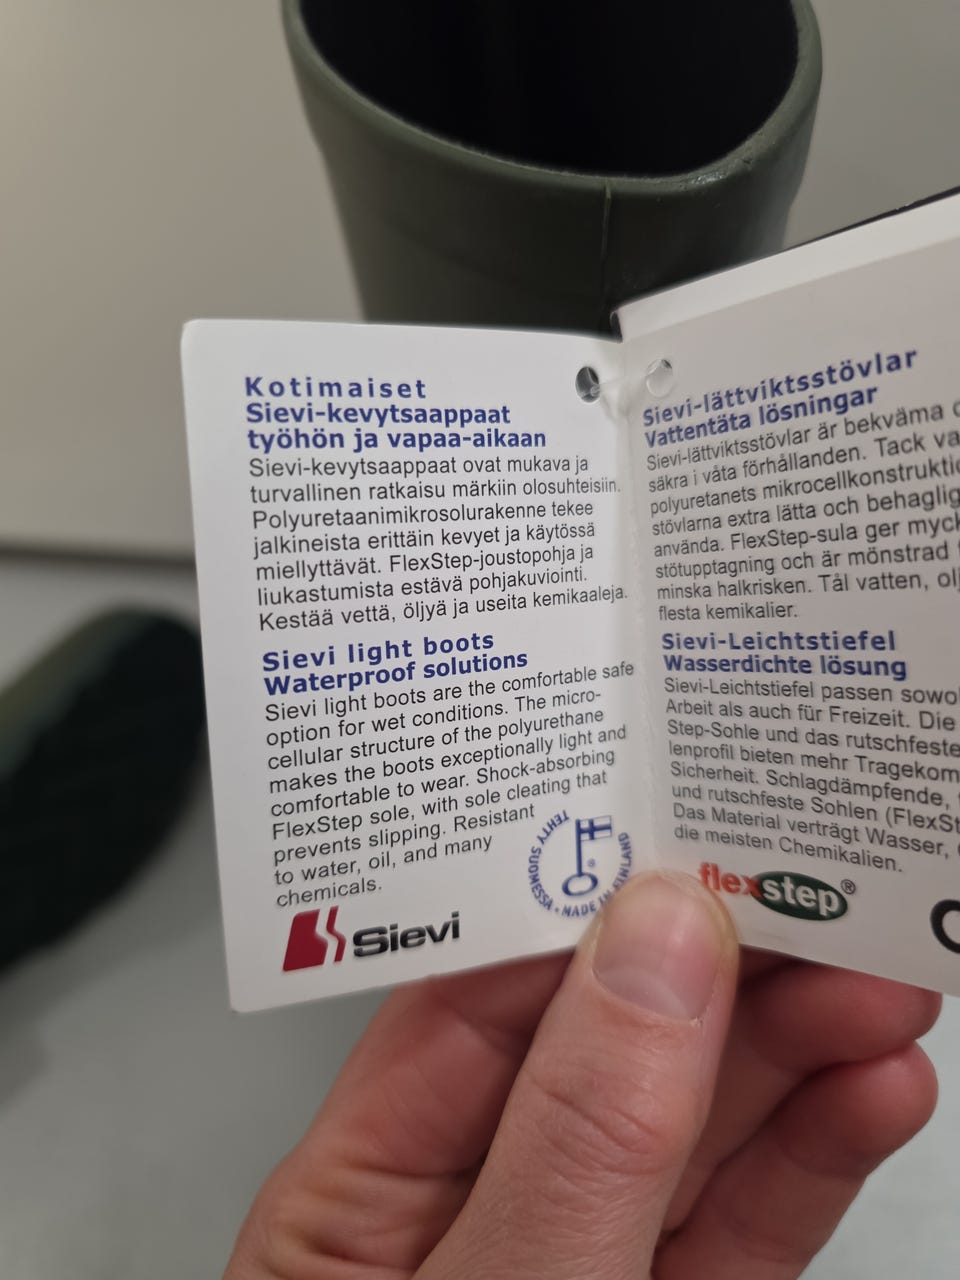 Kotimaiset
Sievi-kevytsaappaat
työhön ja vapaa-aikaan
Sievi-kevytsaappaat ovat mukava ja
turvallinen ratkaisu märkiin olosuhteisiin.
Polyuretaanimikrosolurakenne tekee
jalkineista erittäin kevyet ja käytössä
miellyttävät. FlexStep-joustopohja ja
liukastumista estävä pohjakuviointi.
Kestää vettä, öljyä ja useita kemikaaleja.
Sievi light boots
Waterproof solutions
Sievi light boots are the comfortable safe
option for wet conditions. The micro-
cellular structure of the polyurethane
makes the boots exceptionally light and
comfortable to wear. Shock-absorbing
FlexStep sole, with sole cleating that
prevents slipping. Resistant
to water, oil, and many
chemicals.
TEHTY SUOMESSA • MADE IN FINLAND
®
Sievi
Sievi-lättviktsstövlar
Vattentäta lösningar
Sievi-lättviktsstövlar är bekväma
säkra i våta förhållanden. Tack
polyuretanets
stövlarna extra lätta och
använda. FlexStep-sula ger
stötupptagning och är mönstrad
minska halkrisken. Tål vatten,
flesta kemikalier.
Sievi-Leichtstiefel
Wasserdichte lösung
Sievi-Leichtstiefel passen
Arbeit als auch für Freizeit. Die
Step-Sohle und das rutschfeste
lenprofil bieten mehr
Sicherheit. Schlagdämpfende,
und rutschfeste Sohlen
Das Material verträgt Wasser,
die meisten Chemikalien.
flexstep®